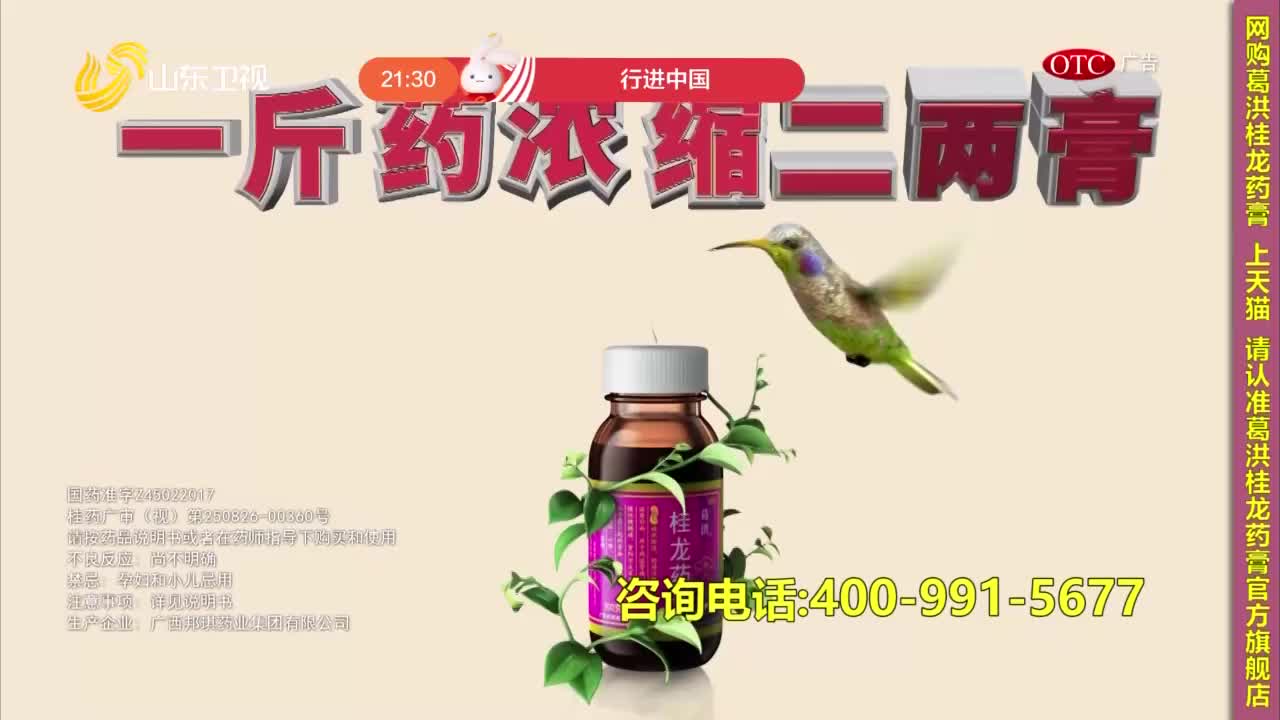 山东卫视
21:30
行进中国
OTC
广告
一斤药浓缩二两膏
国药准字Z45022017
桂药广审（视）第250826-00360号
请按药品说明书或者在药师指导下购买和使用
不良反应：尚不明确
禁忌：孕妇和小儿忌用
注意事项：详见说明书
生产企业：广西邦琪药业集团有限公司
葛洪
桂龙药
咨询电话:400-991-5677
网购葛洪桂龙药膏 上天猫 请认准葛洪桂龙药膏官方旗舰店